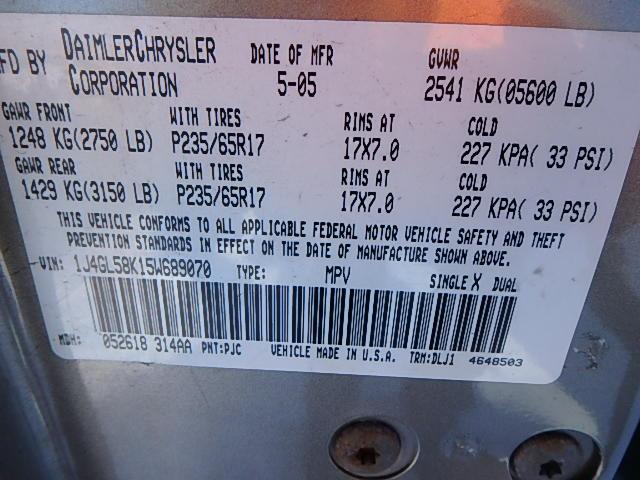 MFD BY DAIMLERCHRYSLER CORPORATION DATE OF MFR 5-05 GVWR 2541 KG(05600 LB)
GAWR FRONT WITH TIRES RIMS AT COLD
1248 KG(2750 LB) P235/65R17 17X7.0 227 KPA( 33 PSI)
GAWR REAR WITH TIRES RIMS AT COLD
1429 KG(3150 LB) P235/65R17 17X7.0 227 KPA( 33 PSI)
THIS VEHICLE CONFORMS TO ALL APPLICABLE FEDERAL MOTOR VEHICLE SAFETY AND THEFT
PREVENTION STANDARDS IN EFFECT ON THE DATE OF MANUFACTURE SHOWN ABOVE.
VIN: 1J4GL58K15W689070 TYPE: MPV SINGLE X DUAL
MDH: 052618 314AA PNT:PJC VEHICLE MADE IN U.S.A. TRM:DLJ1 4648503